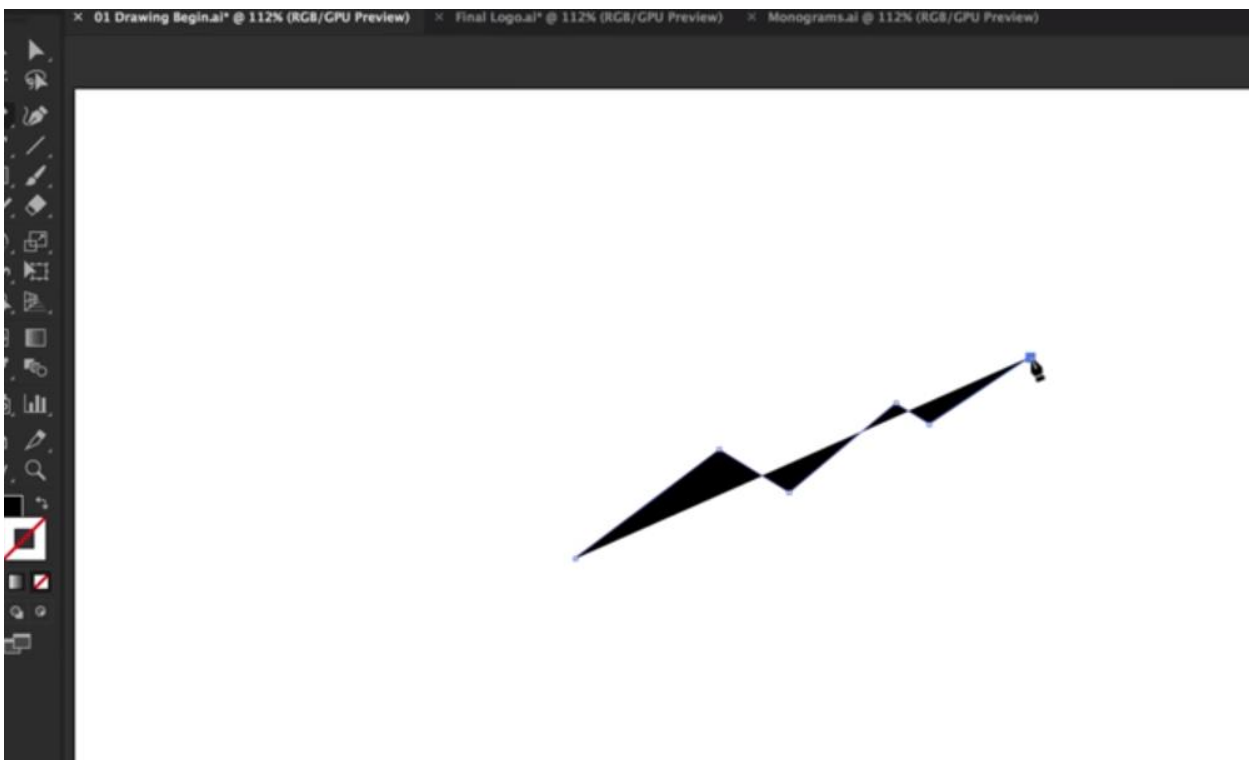 × 01 Drawing Begin.ai* @ 112% (RGB/GPU Preview) × Final Logo.ai* @ 112% (RGB/GPU Preview) × Monograms.ai @ 112% (RGB/GPU Preview)